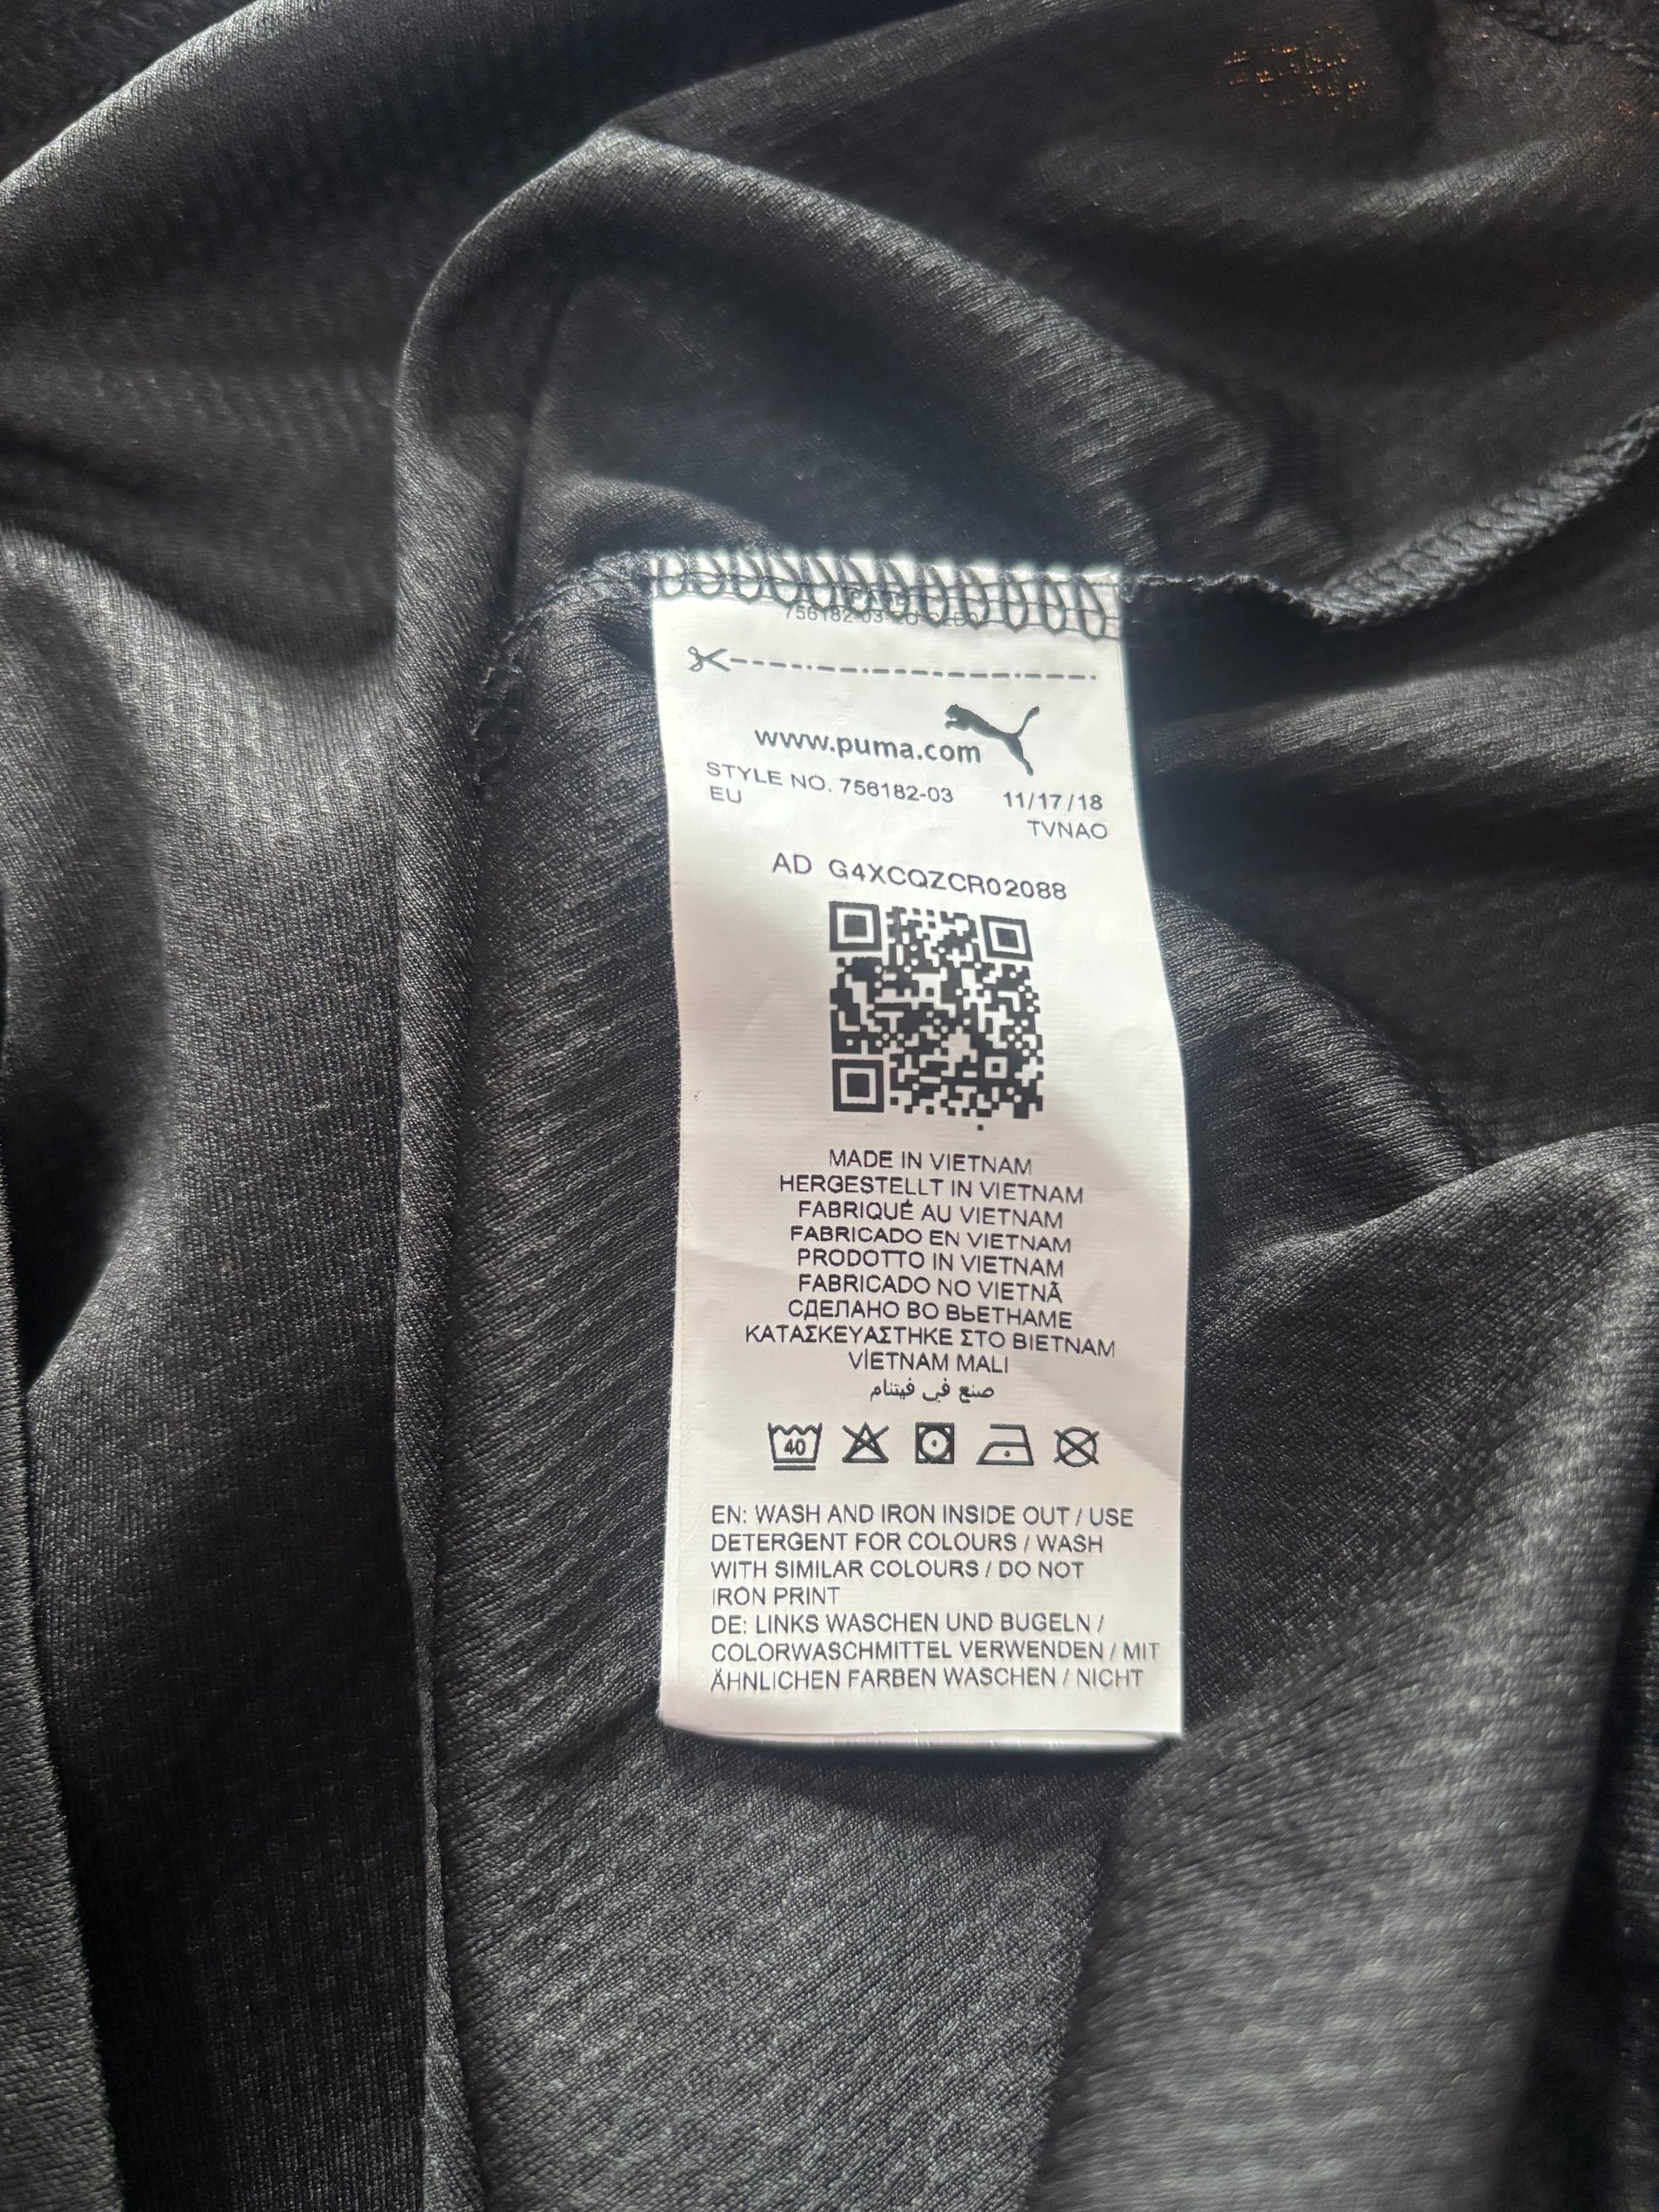 756182-03
www.puma.com
STYLE NO. 756182-03 11/17/18
EU TVNAO
AD G4XCQZCR02088
MADE IN VIETNAM
HERGESTELLT IN VIETNAM
FABRIQUÉ AU VIETNAM
FABRICADO EN VIETNAM
PRODOTTO IN VIETNAM
FABRICADO NO VIETNÃ
СДЕЛАНО ВО ВЬЕТНАМЕ
ΚΑΤΑΣΚΕΥΑΣΤΗΚΕ ΣΤΟ ΒΙΕΤΝΑΜ
VİETNAM MALI
صنع في فيتنام
40
EN: WASH AND IRON INSIDE OUT / USE
DETERGENT FOR COLOURS / WASH
WITH SIMILAR COLOURS / DO NOT
IRON PRINT
DE: LINKS WASCHEN UND BUGELN /
COLORWASCHMITTEL VERWENDEN / MIT
ÄHNLICHEN FARBEN WASCHEN / NICHT